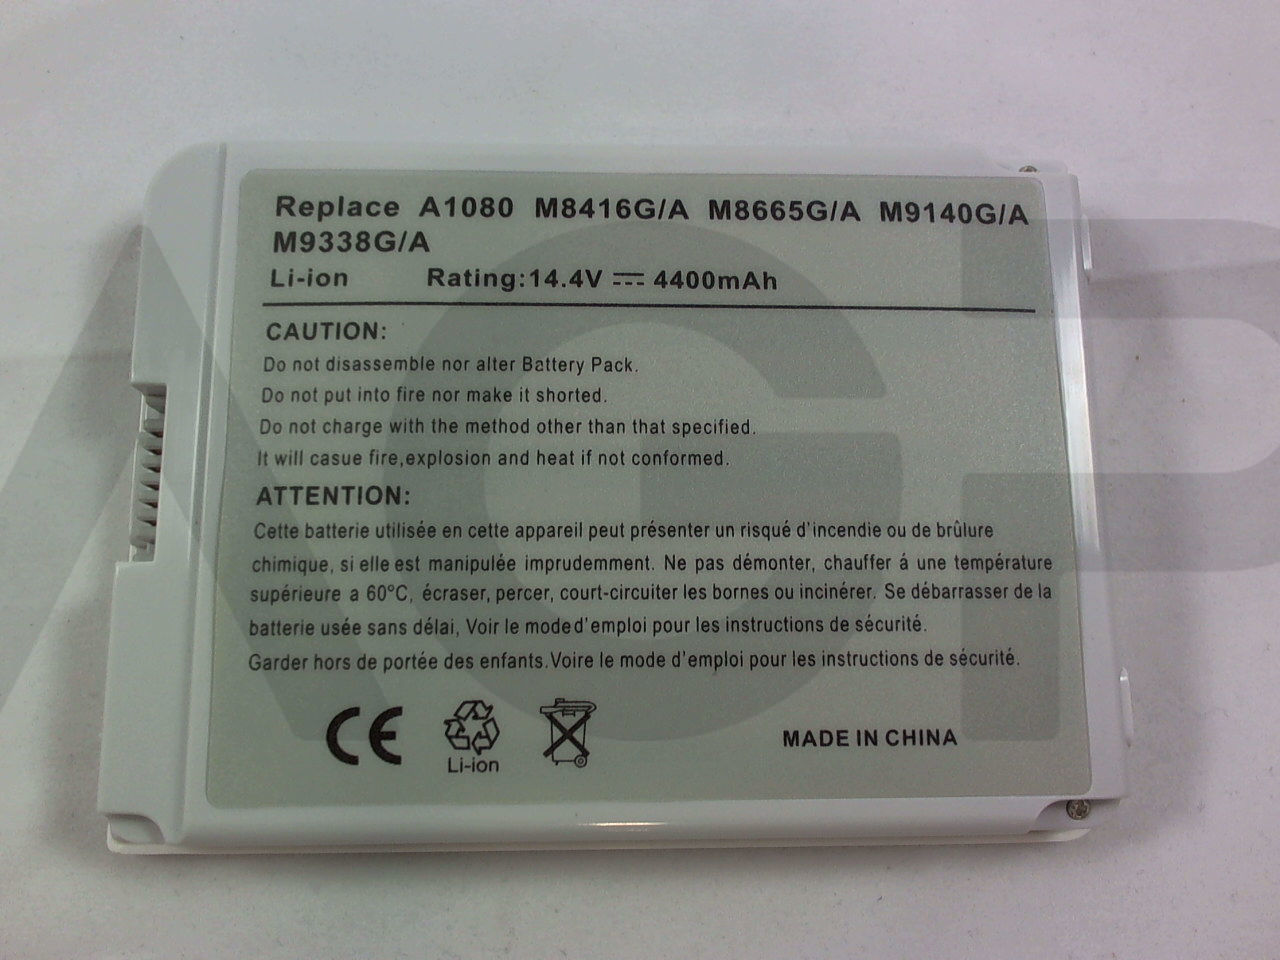 Replace A1080 M8416G/A M8665G/A M9140G/A
M9338G/A
Li-ion Rating:14.4V ⎓ 4400mAh
CAUTION:
Do not disassemble nor alter Battery Pack.
Do not put into fire nor make it shorted.
Do not charge with the method other than that specified.
It will casue fire,explosion and heat if not conformed.
ATTENTION:
Cette batterie utilisée en cette appareil peut présenter un risqué d'incendie ou de brûlure
chimique, si elle est manipulée imprudemment. Ne pas démonter, chauffer á une température
supérieure a 60°C, écraser, percer, court-circuiter les bornes ou incinérer. Se débarrasser de la
batterie usée sans délai, Voir le mode d'emploi pour les instructions de sécurité.
Garder hors de portée des enfants.Voire le mode d'emploi pour les instructions de sécurité.
CE
Li-ion
MADE IN CHINA
AGP